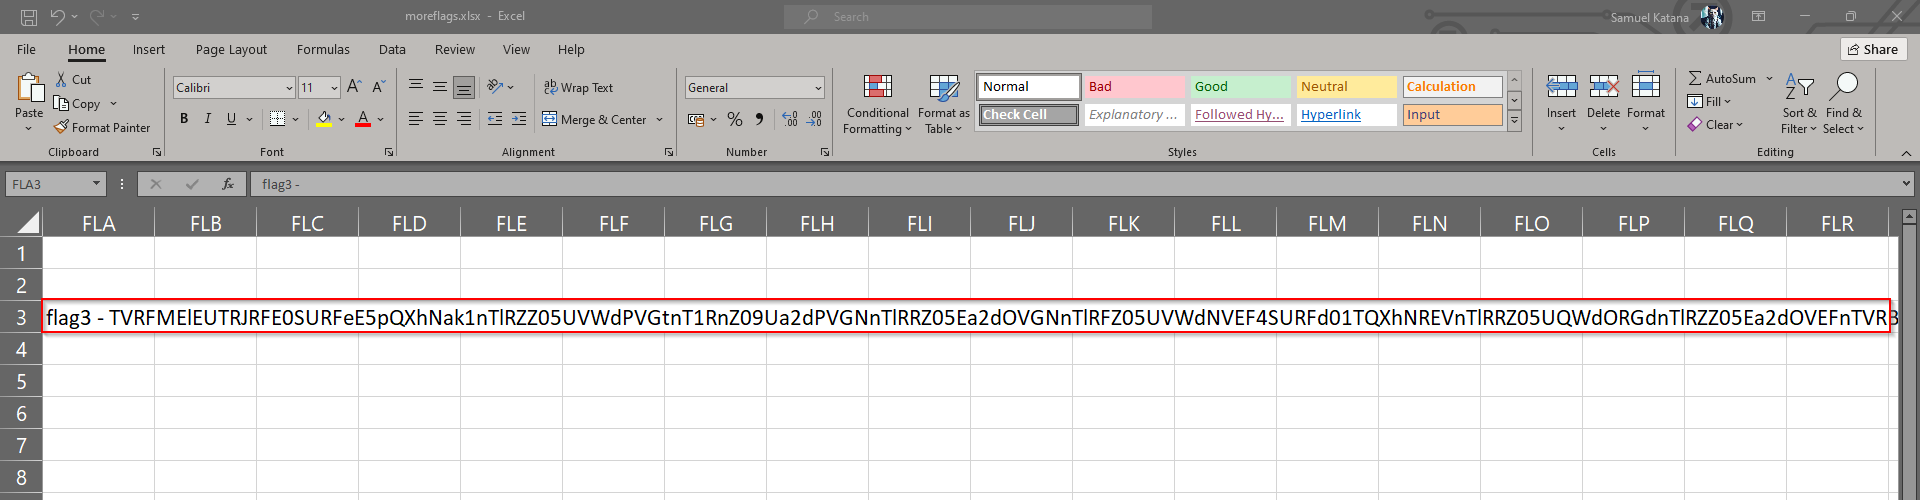 moreflags.xlsx - Excel
Search
Samuel Katana
File Home Insert Page Layout Formulas Data Review View Help
Share
Paste
Cut
Copy
Format Painter
Clipboard
Calibri 11 A A
B I U A
Font
ab Wrap Text
Merge & Center
Alignment
General
% 9 .00 .0
Number
Conditional Formatting
Format as Table
Normal Bad Good Neutral Calculation
Check Cell Explanatory ... Followed Hy... Hyperlink Input
Styles
Insert Delete Format
Cells
AutoSum
Fill
Clear
Sort & Filter
Find & Select
Editing
FLA3 fx flag3 -
FLA FLB FLC FLD FLE FLF FLG FLH FLI FLJ FLK FLL FLM FLN FLO FLP FLQ FLR
1
2
3 flag3 - TVRFMElEUTRJRFE0SURFeE5pQXhNak1nTlRZZ05UVWdPVGtnT1RnZ09Ua2dPVGNnTlRRZ05Ea2dOVGNnTlRFZ05UVWdNVEF4SURFd01TQXhNREVnTlRRZ05UQWdORGdnTlRZZ05Ea2dOVEFnTVRB
4
5
6
7
8